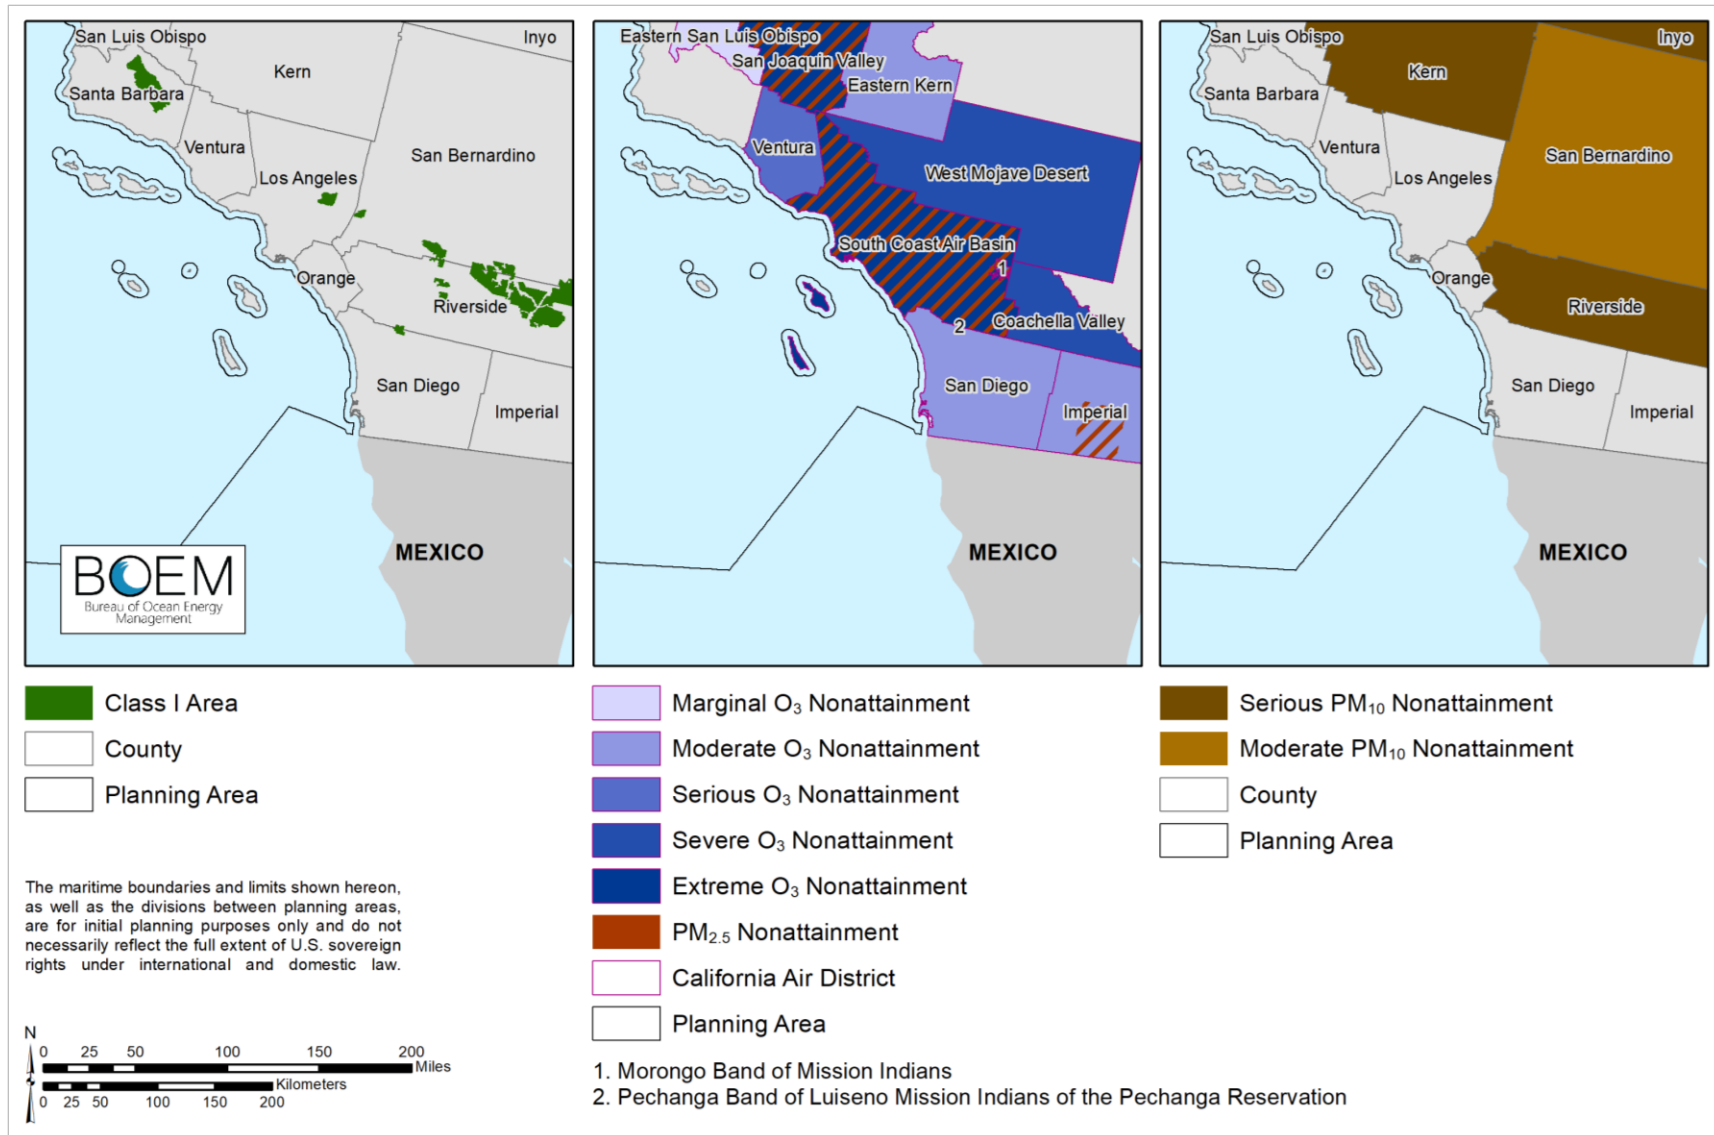 San Luis Obispo
Inyo
Kern
Santa Barbara
Ventura
San Bernardino
Los Angeles
Orange
Riverside
San Diego
Imperial
MEXICO
BOEM
Bureau of Ocean Energy
Management
Eastern San Luis Obispo
San Joaquin Valley
Eastern Kern
Ventura
West Mojave Desert
South Coast Air Basin
1
Coachella Valley
2
San Diego
Imperial
MEXICO
San Luis Obispo
Inyo
Kern
Santa Barbara
Ventura
San Bernardino
Los Angeles
Orange
Riverside
San Diego
Imperial
MEXICO
Class I Area
County
Planning Area
The maritime boundaries and limits shown hereon,
as well as the divisions between planning areas,
are for initial planning purposes only and do not
necessarily reflect the full extent of U.S. sovereign
rights under international and domestic law.
N
0 25 50 100 150 200
Miles
Kilometers
0 25 50 100 150 200
Marginal O₃ Nonattainment
Moderate O₃ Nonattainment
Serious O₃ Nonattainment
Severe O₃ Nonattainment
Extreme O₃ Nonattainment
PM₂.₅ Nonattainment
California Air District
Planning Area
1. Morongo Band of Mission Indians
2. Pechanga Band of Luiseno Mission Indians of the Pechanga Reservation
Serious PM₁₀ Nonattainment
Moderate PM₁₀ Nonattainment
County
Planning Area